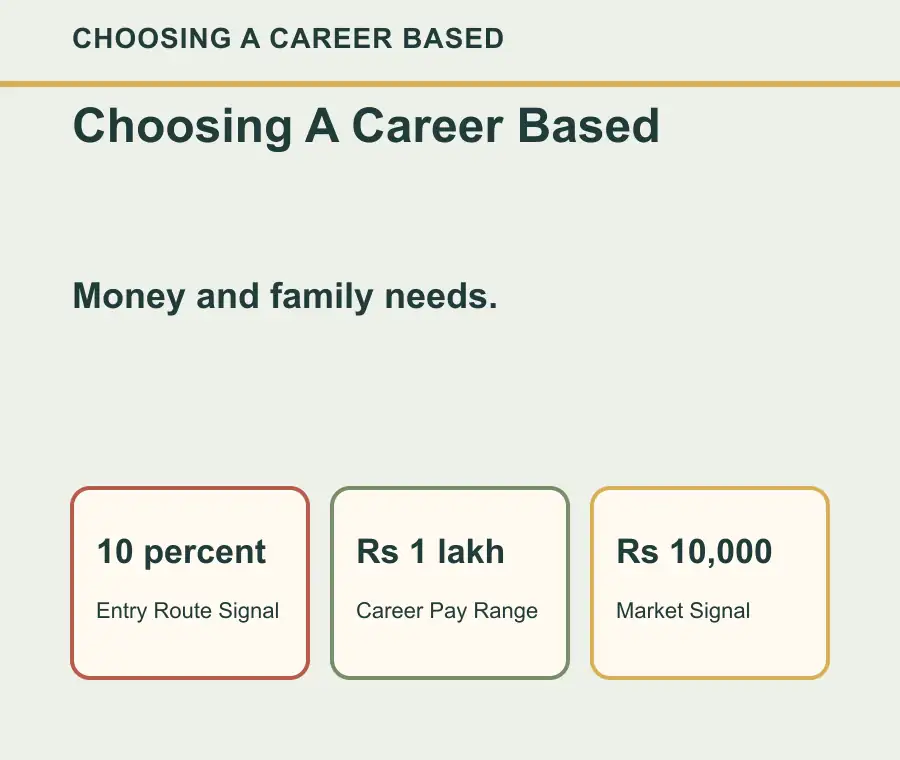 CHOOSING A CAREER BASED
Choosing A Career Based
Money and family needs.
10 percent
Entry Route Signal
Rs 1 lakh
Career Pay Range
Rs 10,000
Market Signal